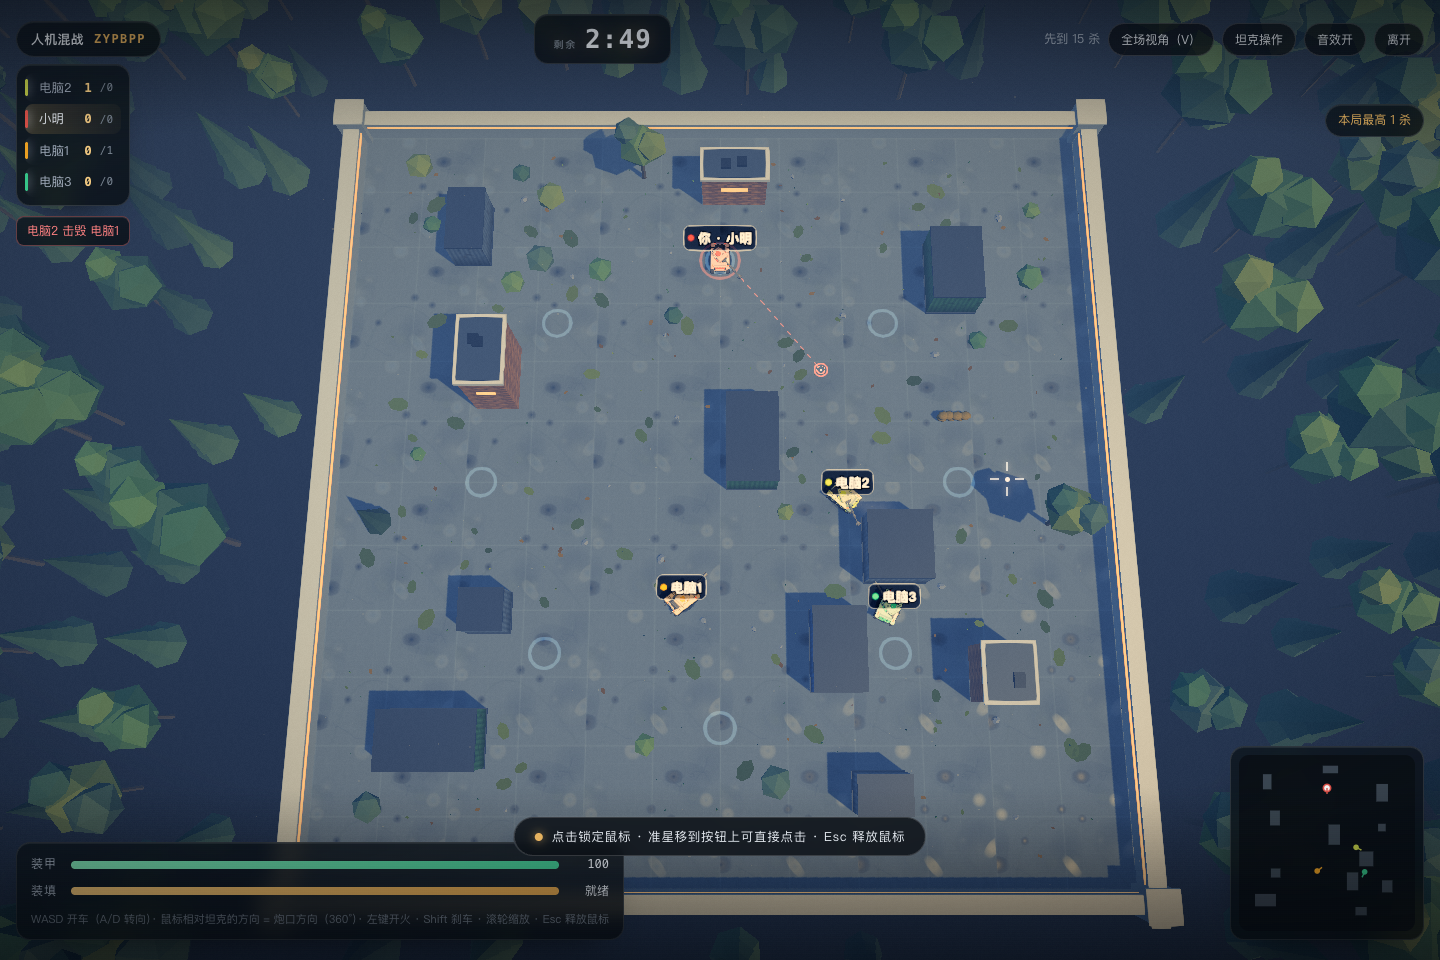 人机混战 ZYPBPP
剩余 2:49
先到 15 杀
全场视角（V）
坦克操作
音效开
离开
电脑2 1 /0
小明 0 /0
电脑1 0 /1
电脑3 0 /0
电脑2 击毁 电脑1
本局最高 1 杀
你 · 小明
电脑2
电脑1
电脑3
点击锁定鼠标 · 准星移到按钮上可直接点击 · Esc 释放鼠标
装甲 100
装填 就绪
WASD 开车（A/D 转向）· 鼠标相对坦克的方向 = 炮口方向（360°）· 左键开火 · Shift 刹车 · 滚轮缩放 · Esc 释放鼠标